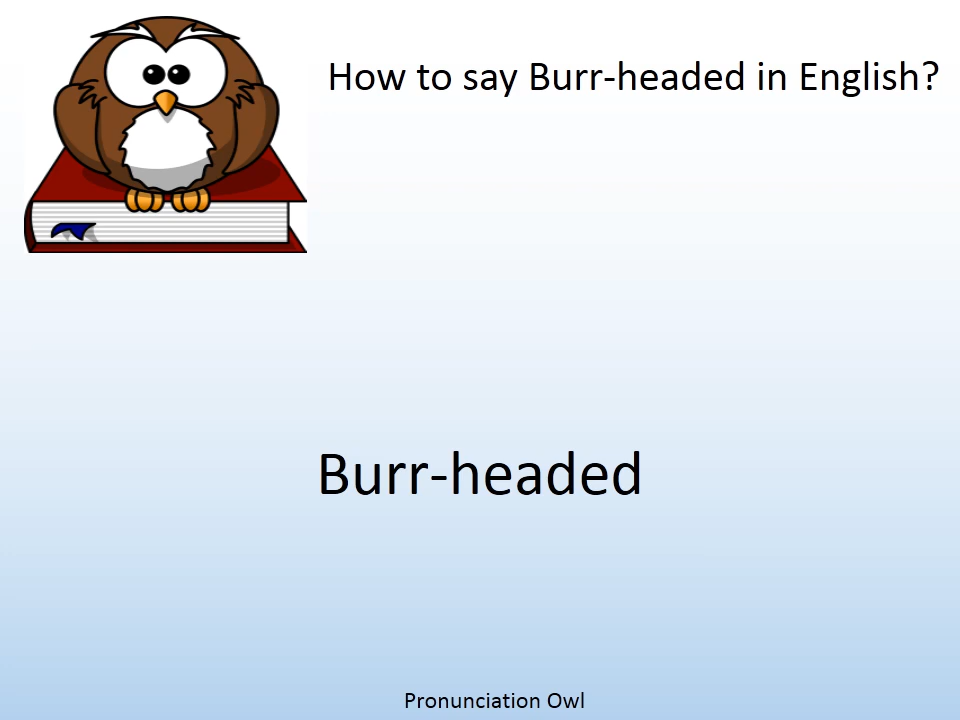 How to say Burr-headed in English?
Burr-headed
Pronunciation Owl